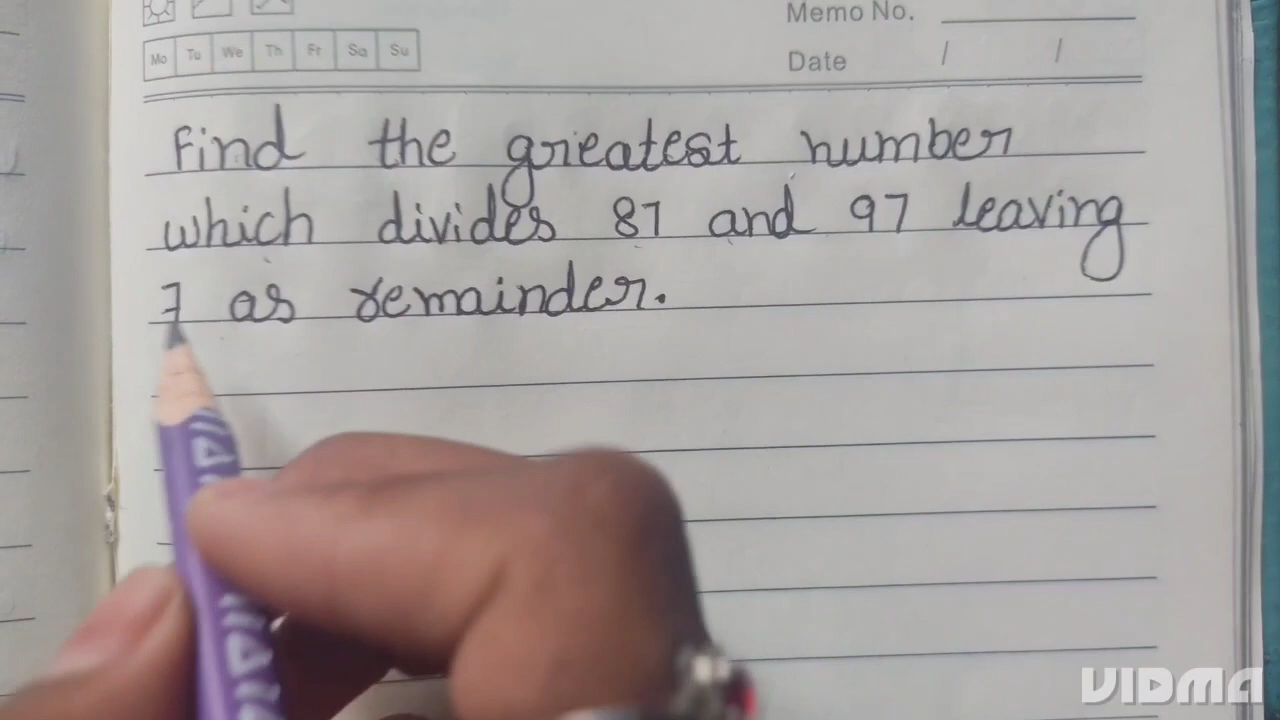 Memo No.
Date / /
Mo Tu We Th Fr Sa Su
Find the greatest number
which divides 87 and 97 leaving
7 as remainder.
VIDMA